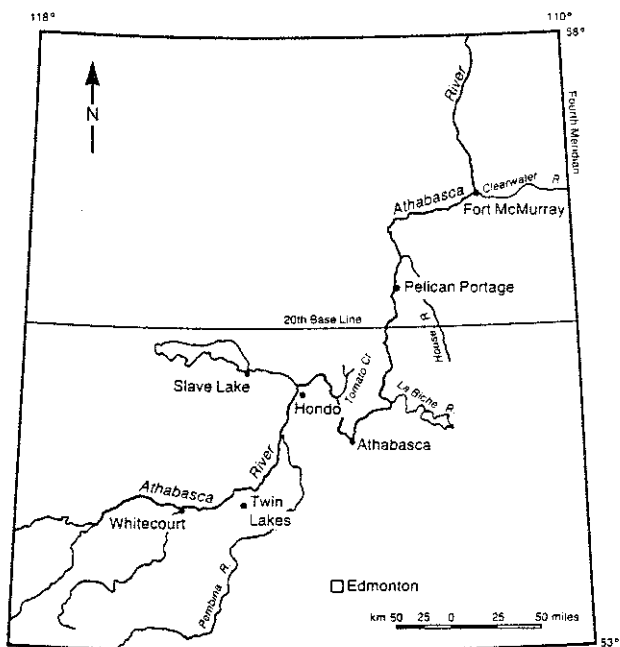 118°
110°
58°
N
River
Fourth Meridian
Clearwater R.
Athabasca
Fort McMurray
Pelican Portage
20th Base Line
House R.
Slave Lake
Tomato Cr
Hondo
La Biche R.
Athabasca
River
Athabasca
Twin
Lakes
Whitecourt
Pembina R.
Edmonton
km 50 25 0 25 50 miles
53°